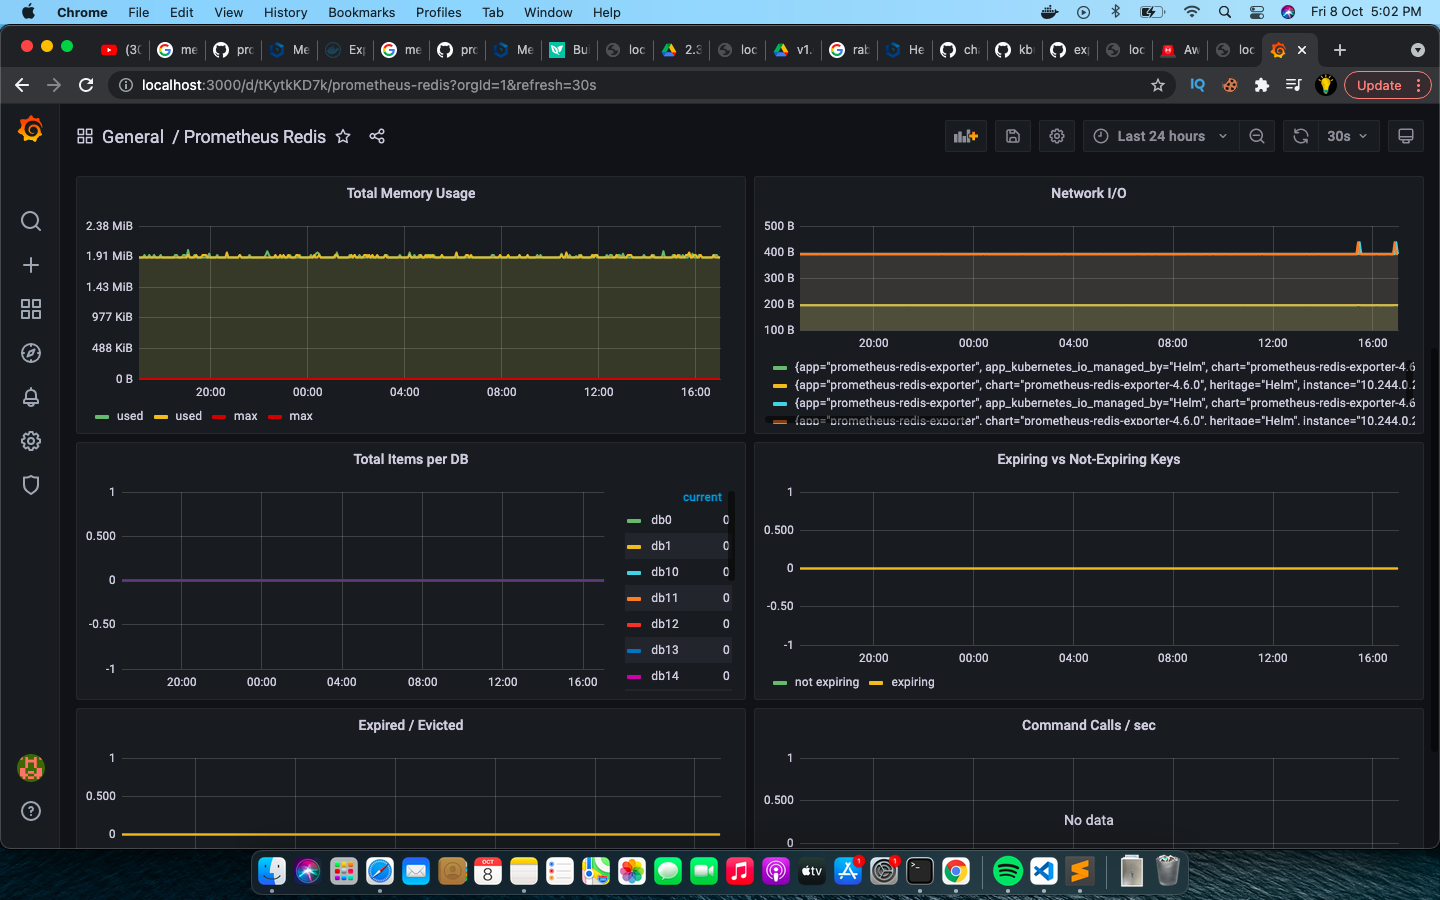 Chrome File Edit View History Bookmarks Profiles Tab Window Help Fri 8 Oct 5:02 PM
(30 me pro Me Exp me pro Me Bu loc 2.3 loc v1. rab He ch kb exp loc Aw loc
localhost:3000/d/tKytkKD7k/prometheus-redis?orgId=1&refresh=30s IQ Update
General / Prometheus Redis Last 24 hours 30s
Total Memory Usage
2.38 MiB
1.91 MiB
1.43 MiB
977 KiB
488 KiB
0 B
20:00 00:00 04:00 08:00 12:00 16:00
used used max max
Network I/O
500 B
400 B
300 B
200 B
100 B
20:00 00:00 04:00 08:00 12:00 16:00
{app="prometheus-redis-exporter", app_kubernetes_io_managed_by="Helm", chart="prometheus-redis-exporter-4.6
{app="prometheus-redis-exporter", chart="prometheus-redis-exporter-4.6.0", heritage="Helm", instance="10.244.0.2
{app="prometheus-redis-exporter", app_kubernetes_io_managed_by="Helm", chart="prometheus-redis-exporter-4.6
{app="prometheus-redis-exporter", chart="prometheus-redis-exporter-4.6.0", heritage="Helm", instance="10.244.0.2
Total Items per DB
1
0.500
0
-0.50
-1
20:00 00:00 04:00 08:00 12:00 16:00
current
db0 0
db1 0
db10 0
db11 0
db12 0
db13 0
db14 0
Expiring vs Not-Expiring Keys
1
0.500
0
-0.50
-1
20:00 00:00 04:00 08:00 12:00 16:00
not expiring expiring
Expired / Evicted
1
0.500
0
Command Calls / sec
1
0.500
0
No data
OCT
8
tv
1
1